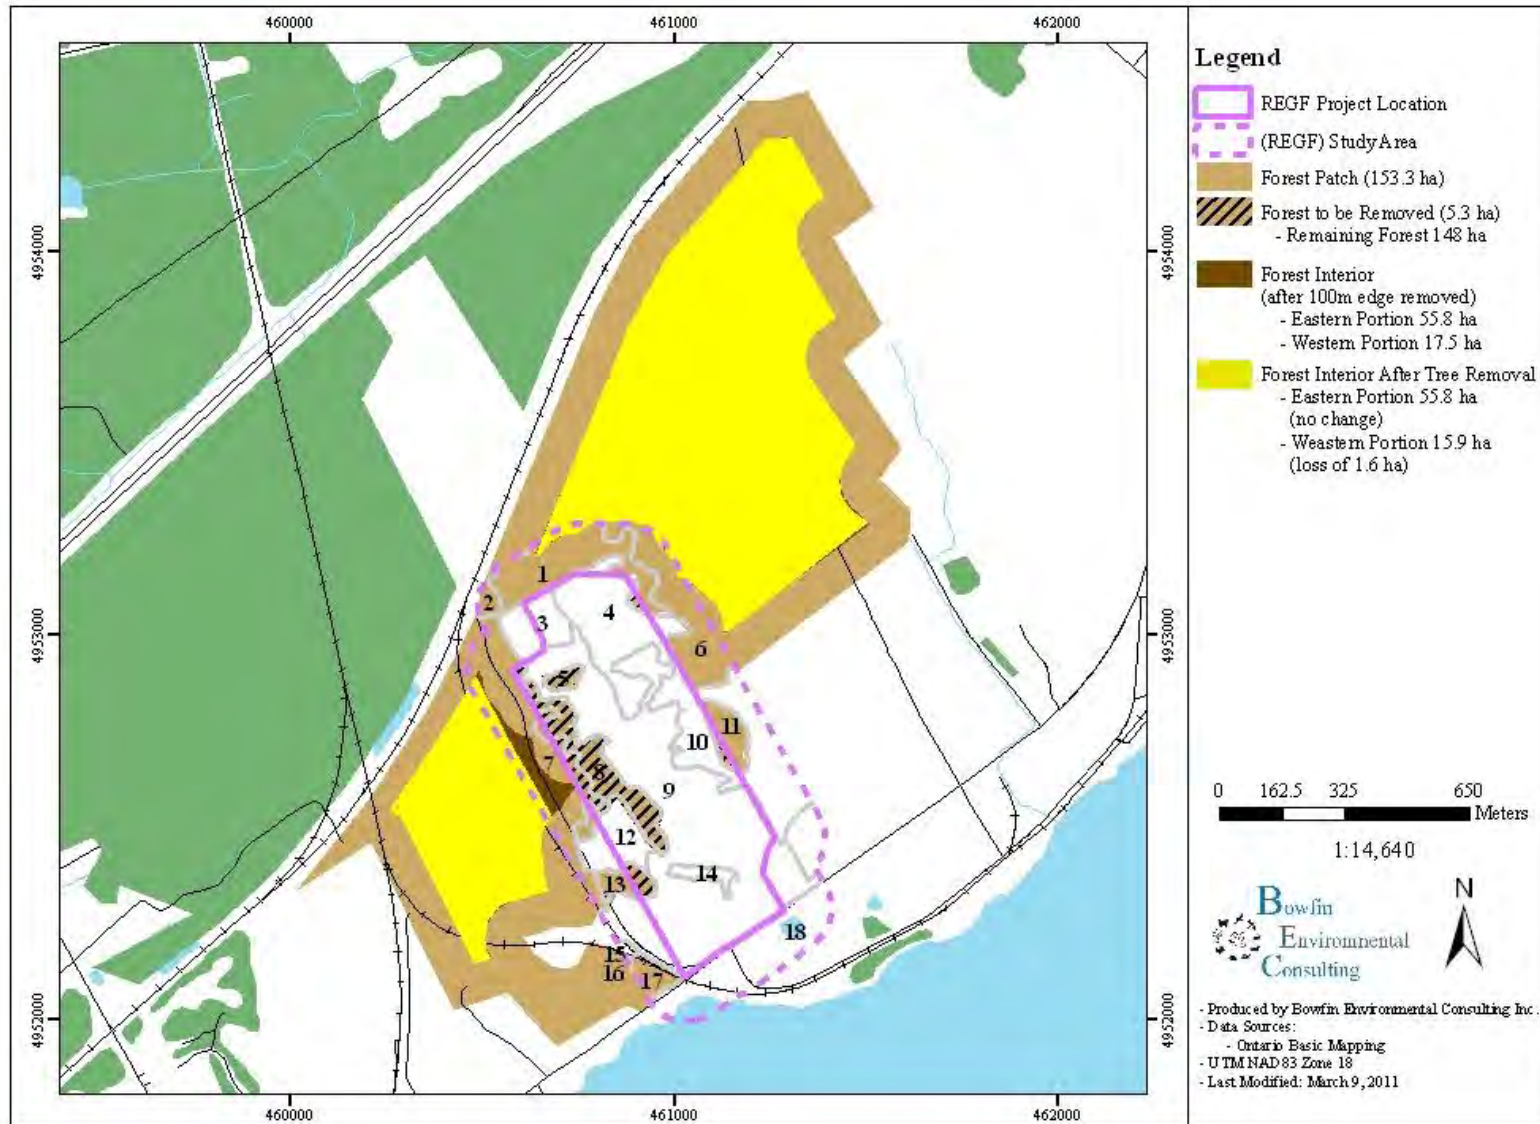 460000
461000
462000
4954000
4953000
4952000
4954000
4953000
4952000
460000
461000
462000
1
2
3
4
5
6
7
8
9
10
11
12
13
14
15
16
17
18
Legend
REGF Project Location
(REGF) Study Area
Forest Patch (153.3 ha)
Forest to be Removed (5.3 ha)
- Remaining Forest 148 ha
Forest Interior
(after 100m edge removed)
- Eastern Portion 55.8 ha
- Western Portion 17.5 ha
Forest Interior After Tree Removal
- Eastern Portion 55.8 ha
(no change)
- Weastern Portion 15.9 ha
(loss of 1.6 ha)
0 162.5 325 650
Meters
1:14,640
Bowfin
Environmental
Consulting
N
- Produced by Bowfin Environmental Consulting Inc.
- Data Sources:
- Ontario Basic Mapping
- UTM NAD83 Zone 18
- Last Modified: March 9, 2011